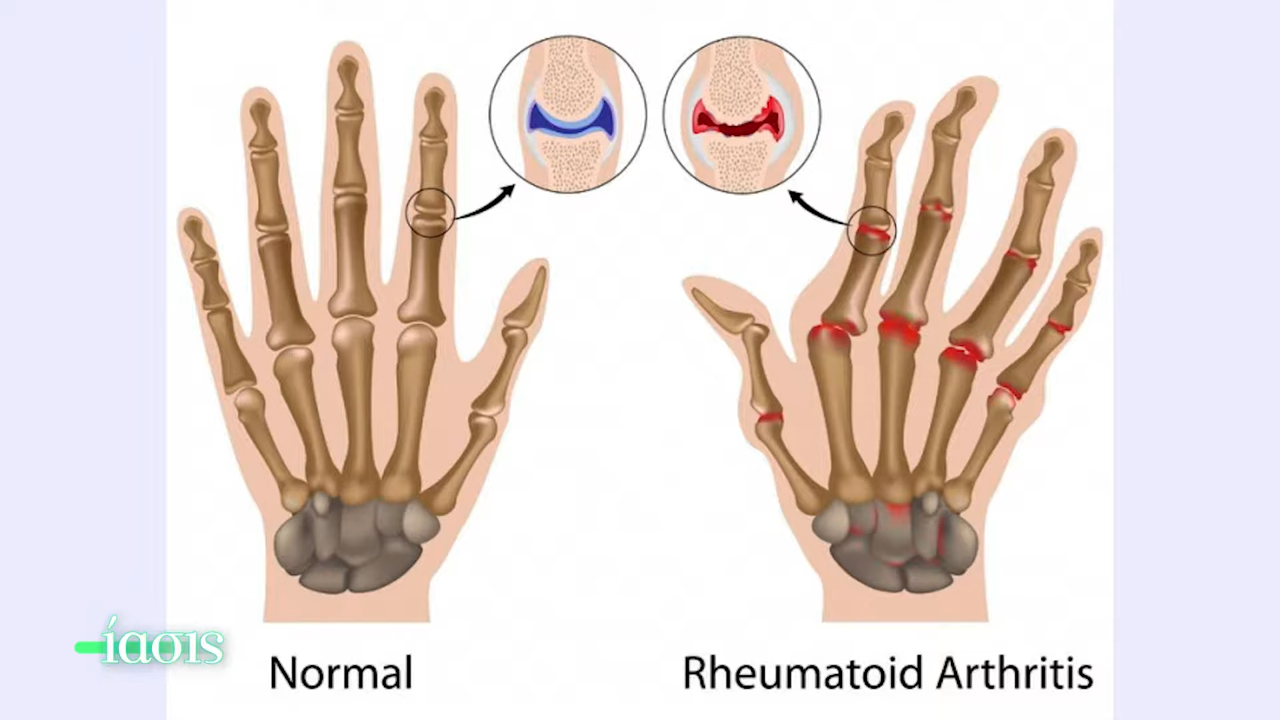 ίασις
Normal
Rheumatoid Arthritis